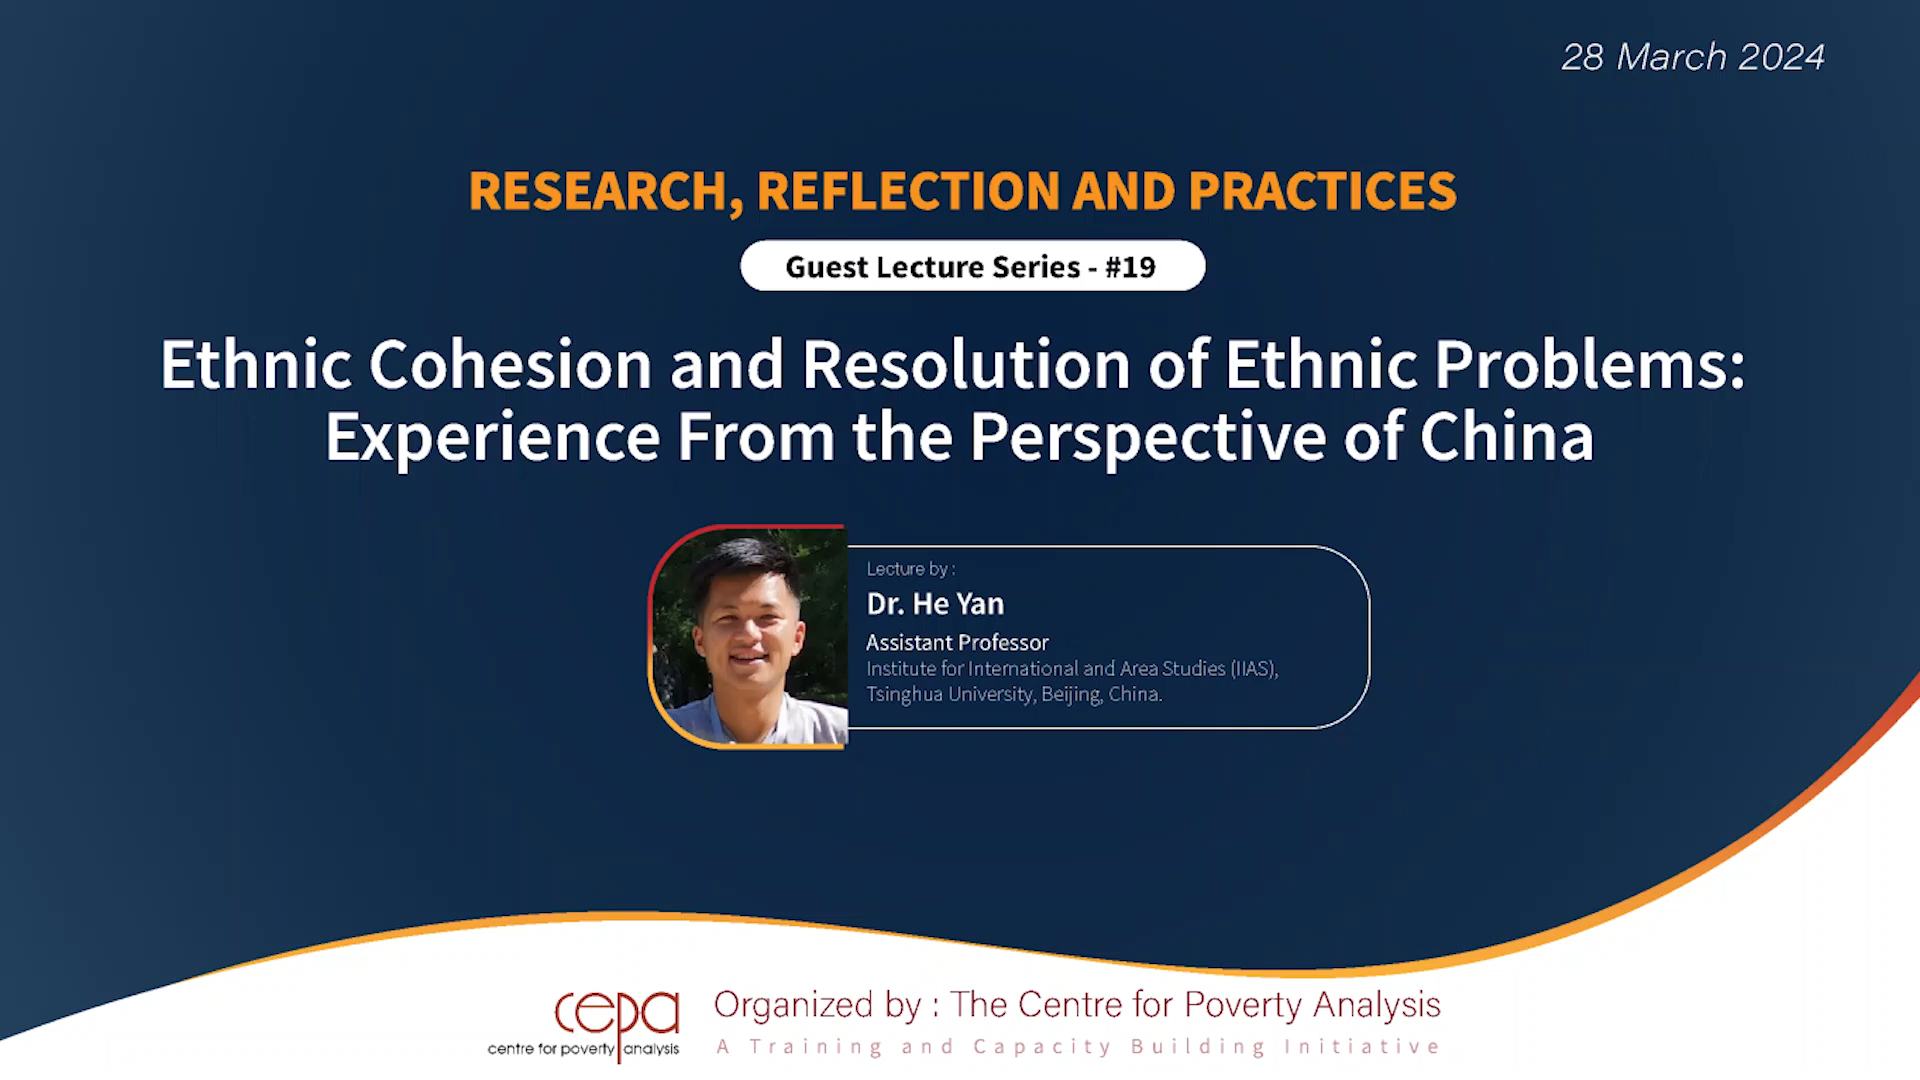 28 March 2024
RESEARCH, REFLECTION AND PRACTICES
Guest Lecture Series - #19
Ethnic Cohesion and Resolution of Ethnic Problems:
Experience From the Perspective of China
Lecture by :
Dr. He Yan
Assistant Professor
Institute for International and Area Studies (IIAS),
Tsinghua University, Beijing, China.
cepa
centre for poverty analysis
Organized by : The Centre for Poverty Analysis
A Training and Capacity Building Initiative